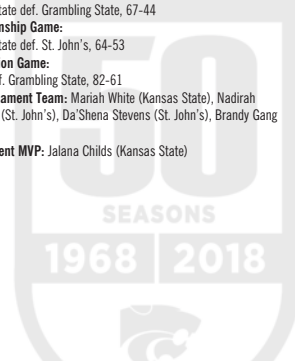 tate def. Grambling State, 67-44
nship Game:
tate def. St. John's, 64-53
on Game:
f. Grambling State, 82-61
ament Team: Mariah White (Kansas State), Nadirah
(St. John's), Da'Shena Stevens (St. John's), Brandy Gang
ent MVP: Jalana Childs (Kansas State)
50
SEASONS
1968 2018